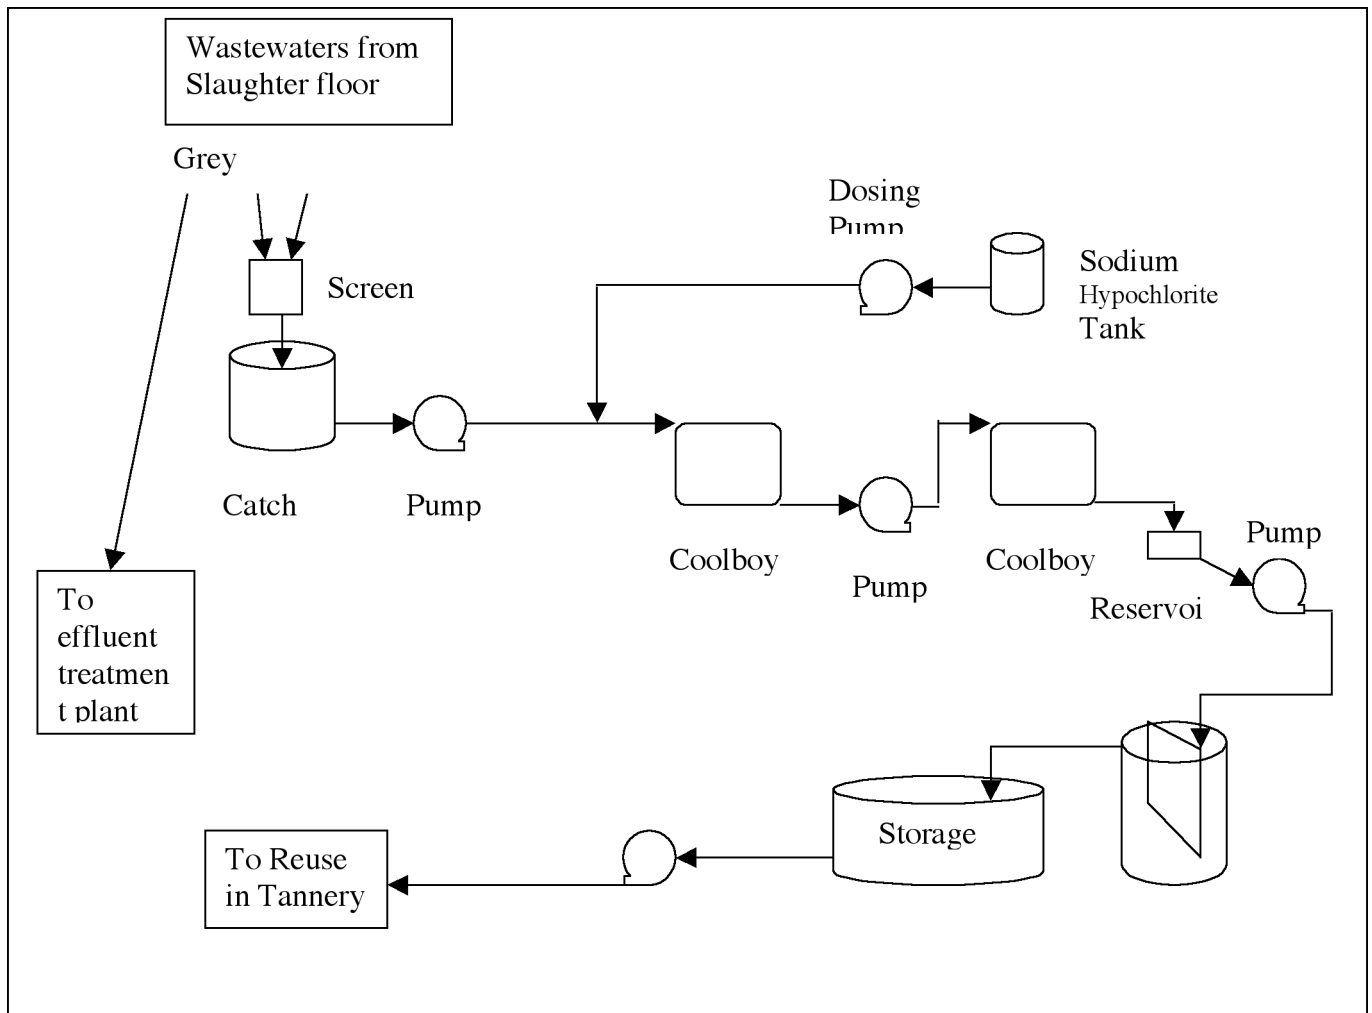 Wastewaters from
Slaughter floor
Grey
Dosing
Pump
Sodium
Hypochlorite
Tank
Screen
Catch
Pump
Coolboy
Pump
Coolboy
Reservoi
Pump
To
effluent
treatmen
t plant
Storage
To Reuse
in Tannery